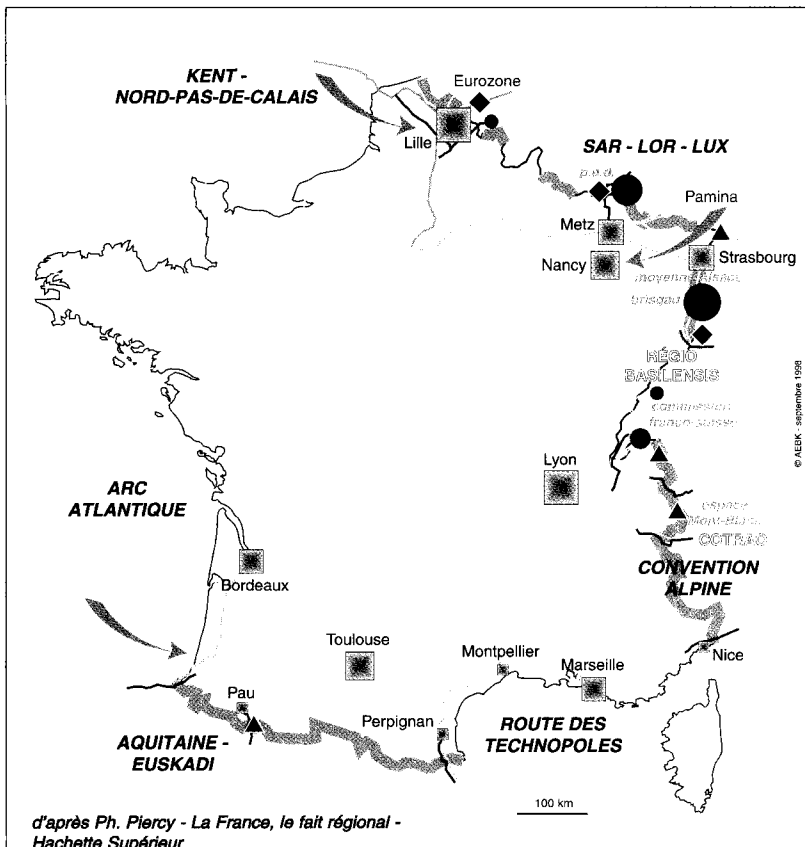 KENT -
NORD-PAS-DE-CALAIS
Eurozone
Lille
SAR - LOR - LUX
p.e.d.
Pamina
Metz
Strasbourg
Nancy
brisgau
RÉGIO
BASILENSIS
commission
franco-suisse
© AEBK - septembre 1998
Lyon
ARC
ATLANTIQUE
espace
Mont-Blanc
COTRAO
CONVENTION
ALPINE
Bordeaux
Toulouse
Montpellier
Marseille
Nice
Pau
Perpignan
ROUTE DES
TECHNOPOLES
AQUITAINE -
EUSKADI
100 km
d'après Ph. Piercy - La France, le fait régional -
Hachette Supérieur